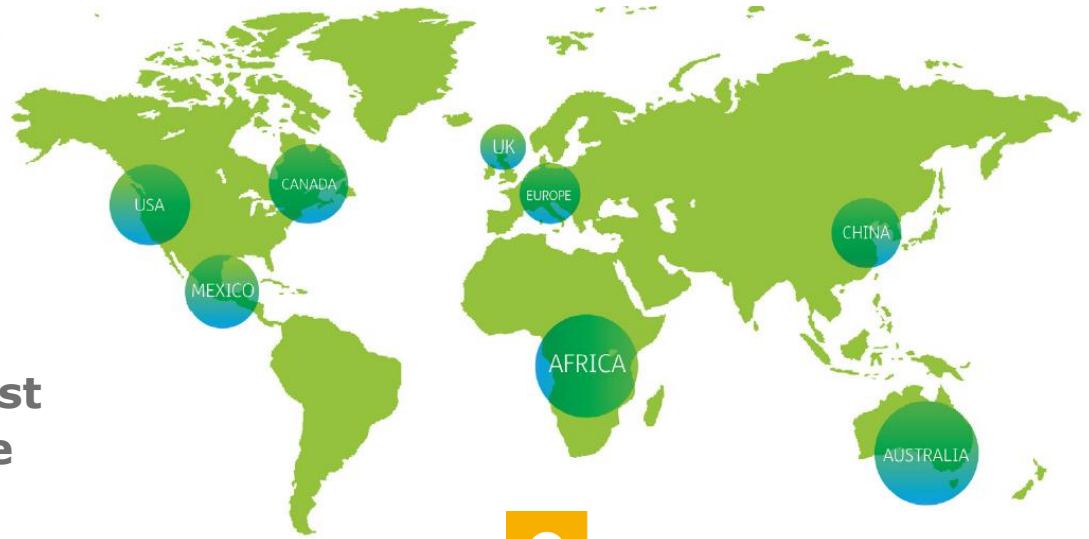 UK
CANADA
EUROPE
USA
CHINA
MEXICO
AFRICA
AUSTRALIA